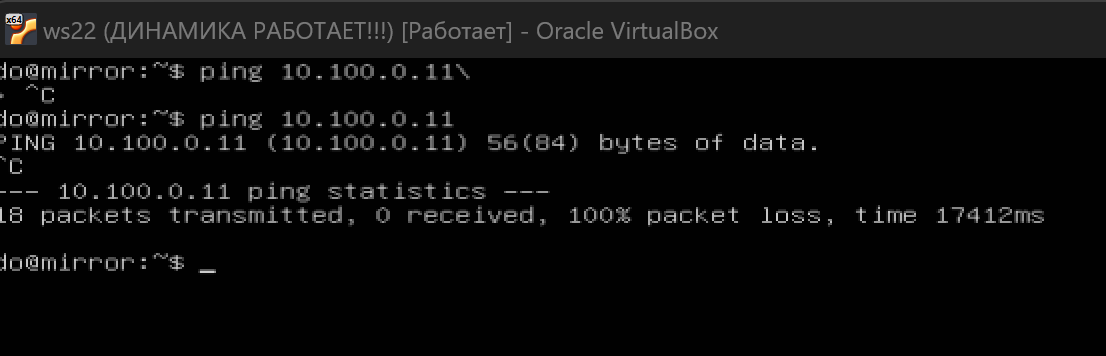 x64
ws22 (ДИНАМИКА РАБОТАЕТ!!!) [Работает] - Oracle VirtualBox
do@mirror:~$ ping 10.100.0.11\
> ^C
do@mirror:~$ ping 10.100.0.11
PING 10.100.0.11 (10.100.0.11) 56(84) bytes of data.
^C
--- 10.100.0.11 ping statistics ---
18 packets transmitted, 0 received, 100% packet loss, time 17412ms
do@mirror:~$ _